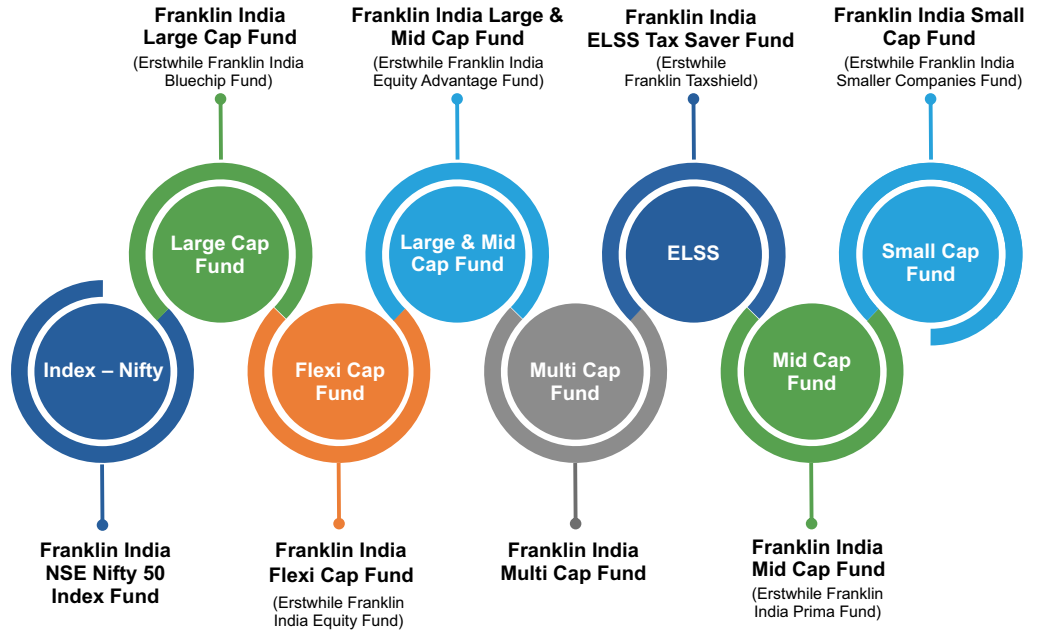 Franklin India
Large Cap Fund
(Erstwhile Franklin India
Bluechip Fund)
Franklin India Large &
Mid Cap Fund
(Erstwhile Franklin India
Equity Advantage Fund)
Franklin India
ELSS Tax Saver Fund
(Erstwhile
Franklin Taxshield)
Franklin India Small
Cap Fund
(Erstwhile Franklin India
Smaller Companies Fund)
Large Cap
Fund
Large & Mid
Cap Fund
ELSS
Small Cap
Fund
Index – Nifty
Flexi Cap
Fund
Multi Cap
Fund
Mid Cap
Fund
Franklin India
NSE Nifty 50
Index Fund
Franklin India
Flexi Cap Fund
(Erstwhile Franklin
India Equity Fund)
Franklin India
Multi Cap Fund
Franklin India
Mid Cap Fund
(Erstwhile Franklin
India Prima Fund)